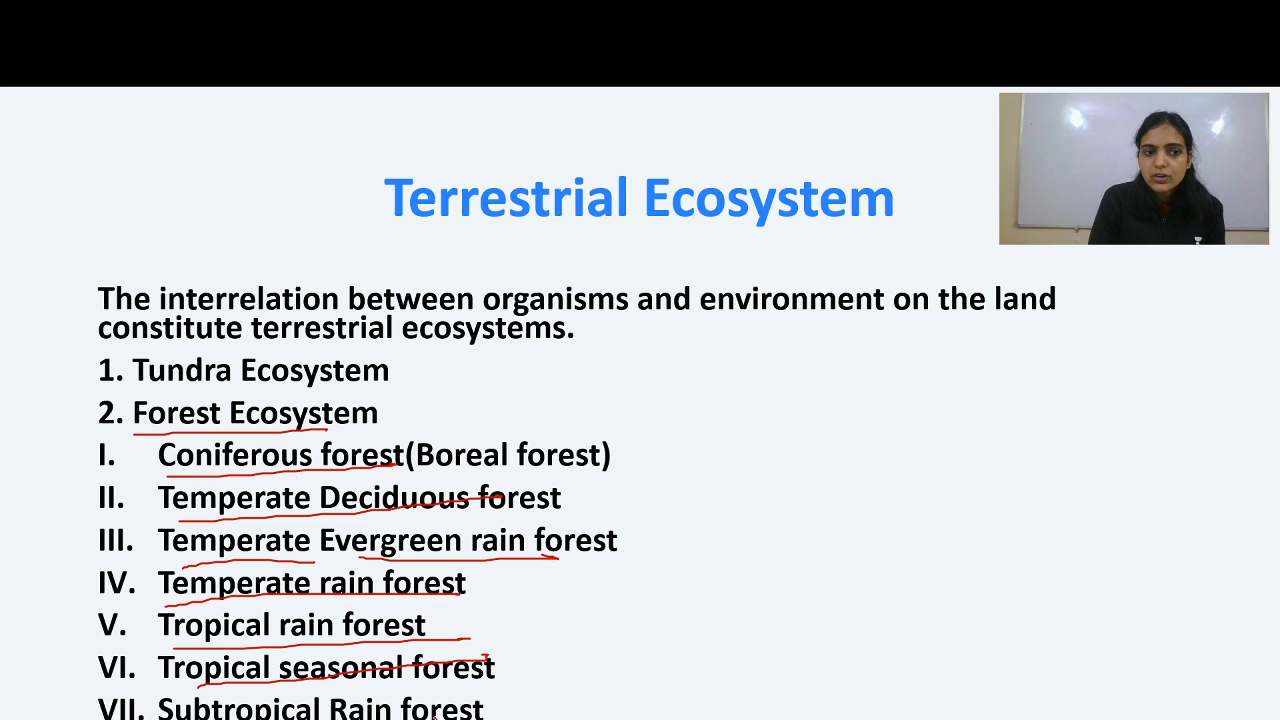 Terrestrial Ecosystem
The interrelation between organisms and environment on the land
constitute terrestrial ecosystems.
1. Tundra Ecosystem
2. Forest Ecosystem
I. Coniferous forest(Boreal forest)
II. Temperate Deciduous forest
III. Temperate Evergreen rain forest
IV. Temperate rain forest
V. Tropical rain forest
VI. Tropical seasonal forest
VII. Subtropical Rain forest